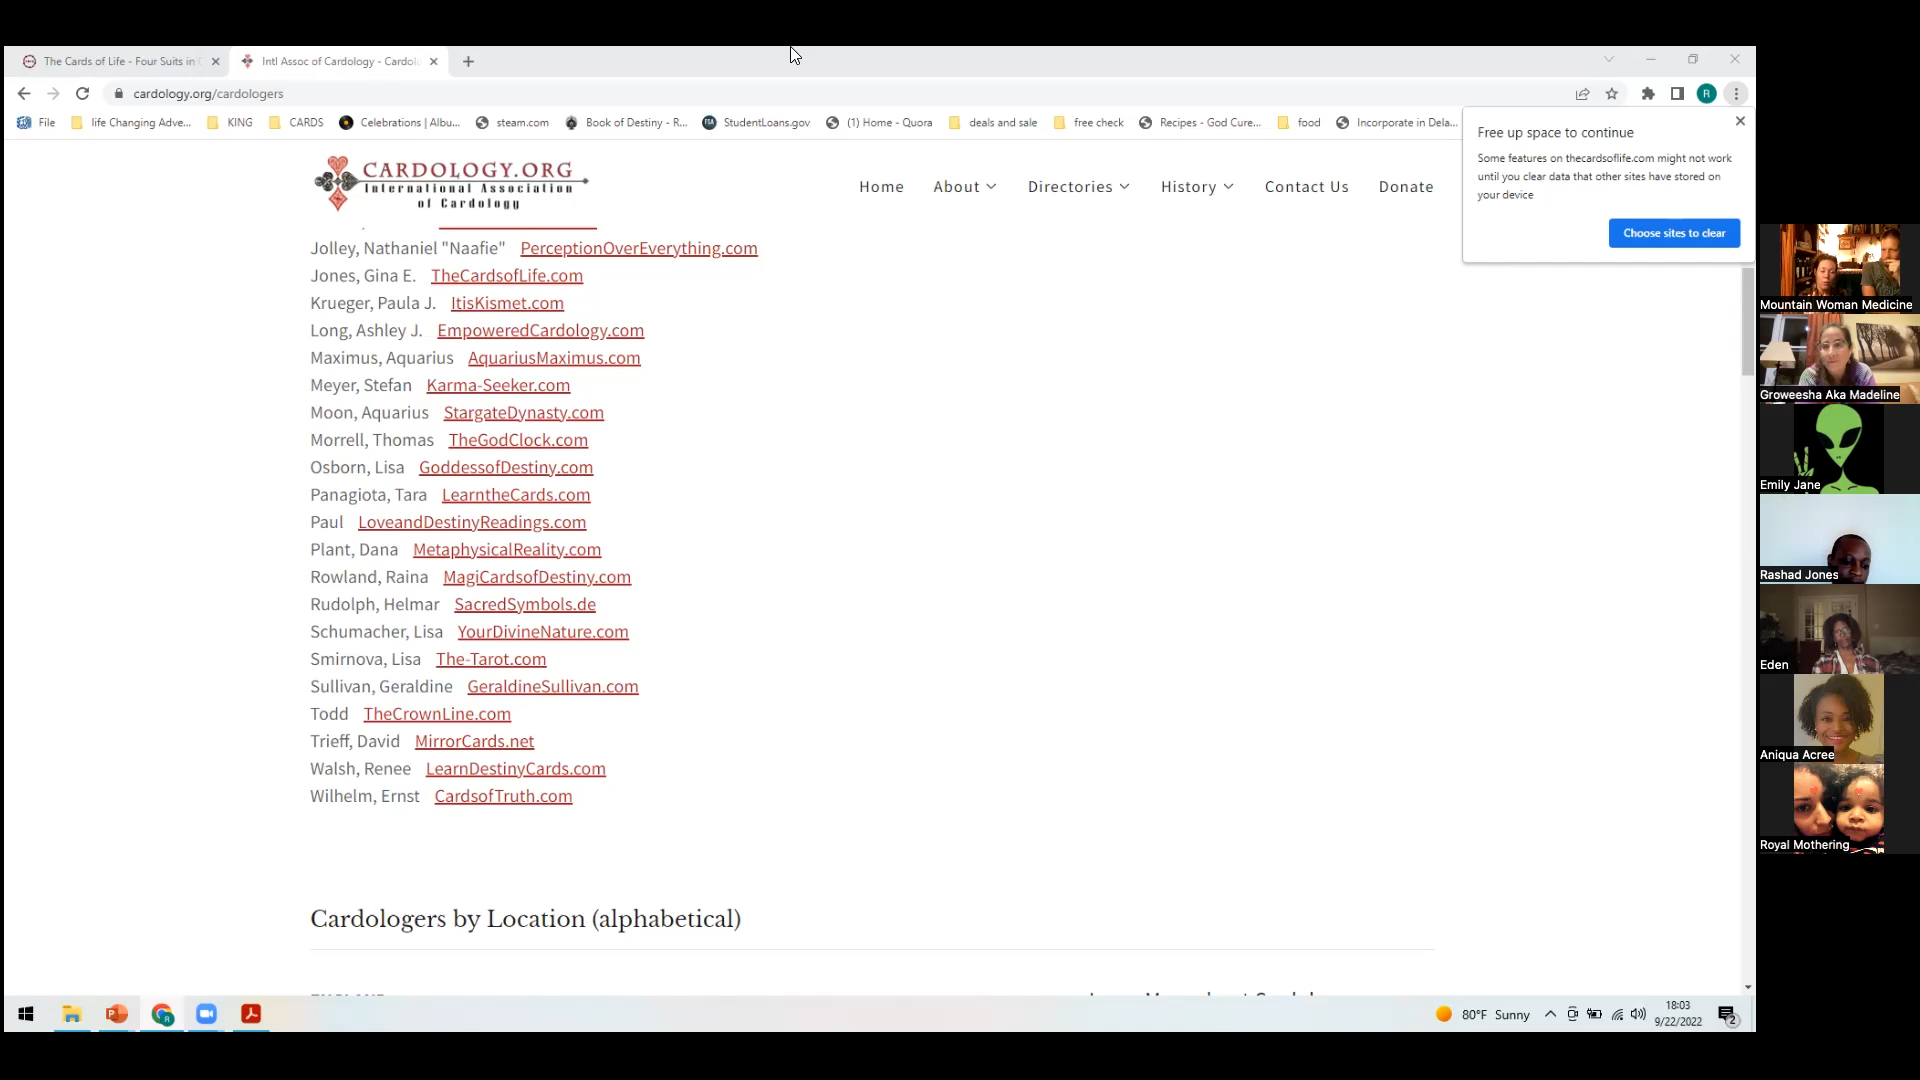 The Cards of Life - Four Suits in C
Intl Assoc of Cardology - Cardolo
cardology.org/cardologers
R
File
life Changing Adve...
KING
CARDS
Celebrations | Albu...
steam.com
Book of Destiny - R...
StudentLoans.gov
(1) Home - Quora
deals and sale
free check
Recipes - God Cure...
food
Incorporate in Dela...
Free up space to continue
Some features on thecardsoflife.com might not work
until you clear data that other sites have stored on
your device
Choose sites to clear
CARDOLOGY.ORG
International Association
of Cardology
Home
About
Directories
History
Contact Us
Donate
Jolley, Nathaniel "Naafie" PerceptionOverEverything.com
Jones, Gina E. TheCardsofLife.com
Krueger, Paula J. ItisKismet.com
Long, Ashley J. EmpoweredCardology.com
Maximus, Aquarius AquariusMaximus.com
Meyer, Stefan Karma-Seeker.com
Moon, Aquarius StargateDynasty.com
Morrell, Thomas TheGodClock.com
Osborn, Lisa GoddessofDestiny.com
Panagiota, Tara LearntheCards.com
Paul LoveandDestinyReadings.com
Plant, Dana MetaphysicalReality.com
Rowland, Raina MagiCardsofDestiny.com
Rudolph, Helmar SacredSymbols.de
Schumacher, Lisa YourDivineNature.com
Smirnova, Lisa The-Tarot.com
Sullivan, Geraldine GeraldineSullivan.com
Todd TheCrownLine.com
Trieff, David MirrorCards.net
Walsh, Renee LearnDestinyCards.com
Wilhelm, Ernst CardsofTruth.com
Cardologers by Location (alphabetical)
Mountain Woman Medicine
Groweesha Aka Madeline
Emily Jane
Rashad Jones
Eden
Aniqua Acree
Royal Mothering
80°F Sunny
18:03
9/22/2022
2